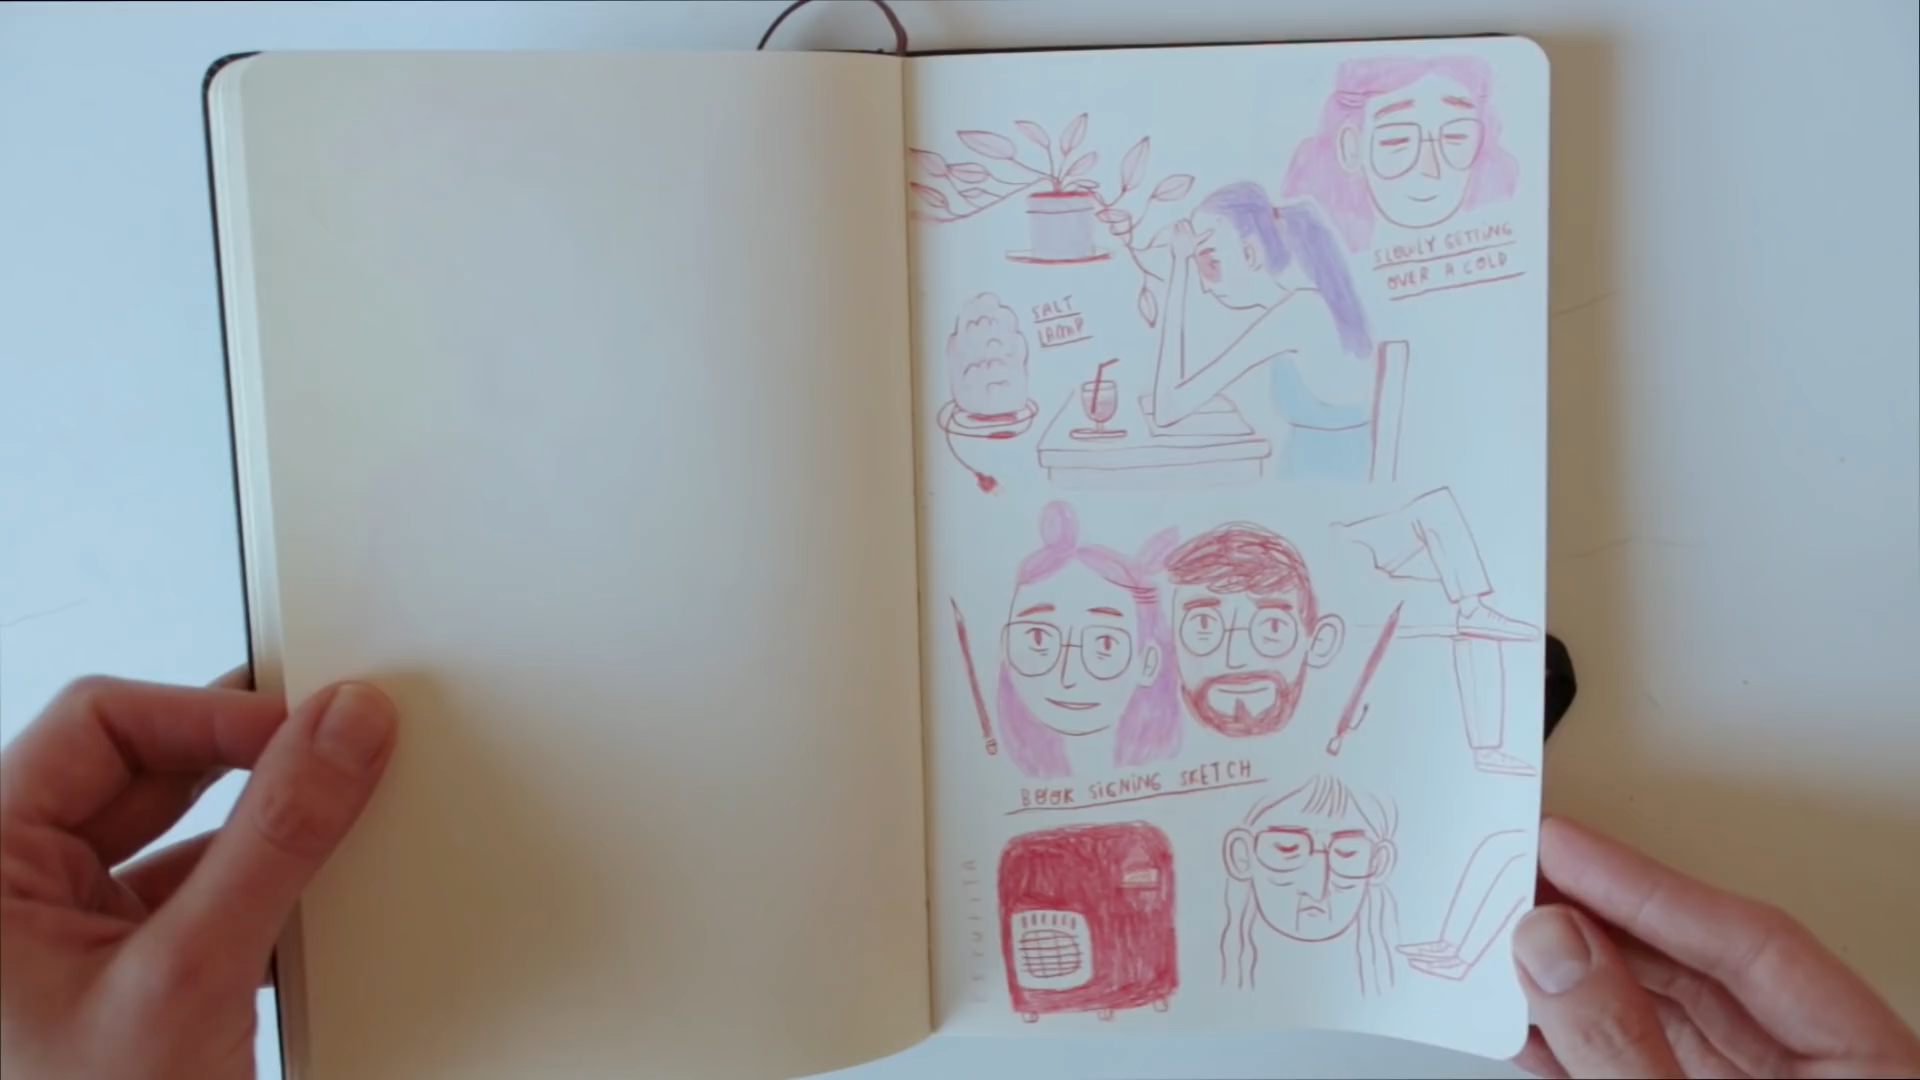 SLOWLY GETTING
OVER A COLD
SALT
LAMP
BOOK SIGNING SKETCH